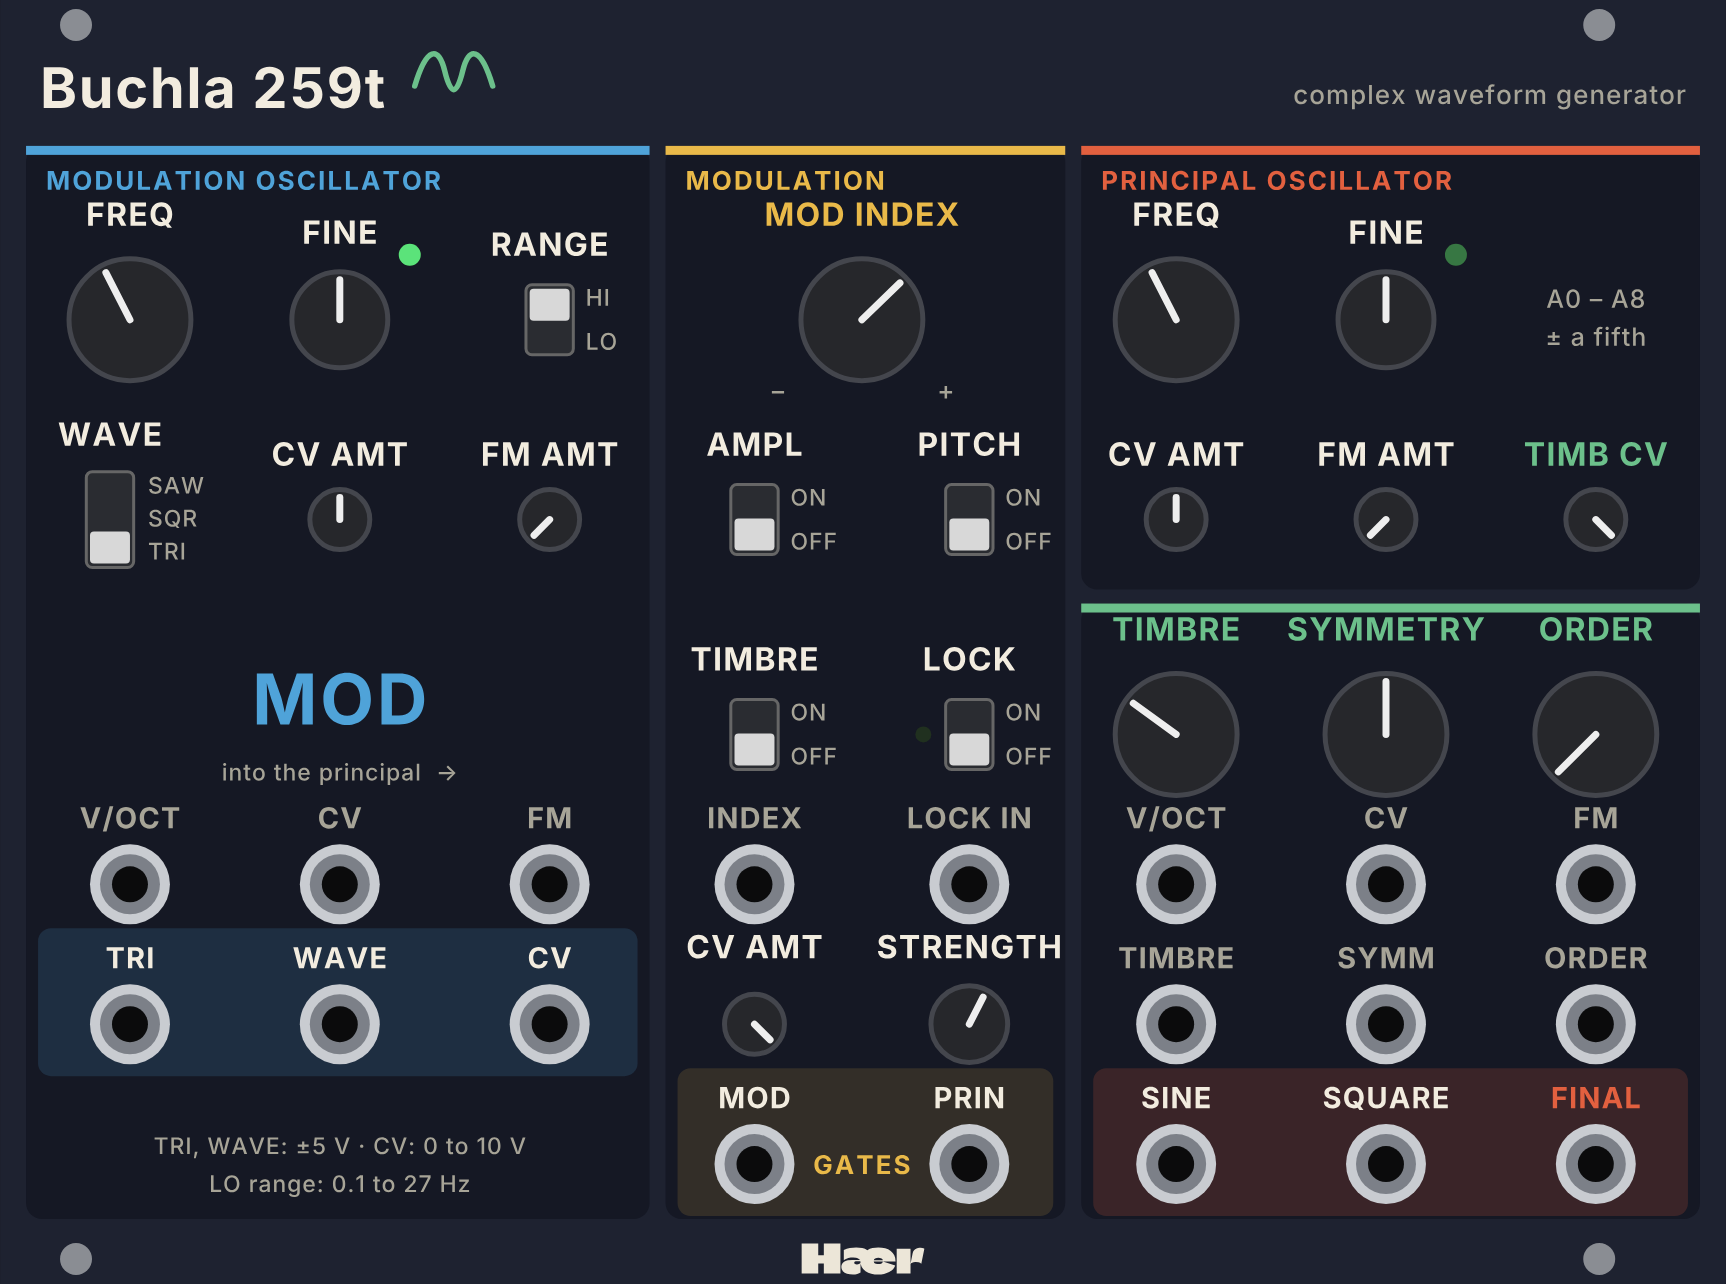 Buchla 259t
complex waveform generator
MODULATION OSCILLATOR
FREQ
FINE
RANGE
HI
LO
WAVE
SAW
SQR
TRI
CV AMT
FM AMT
MOD
into the principal →
V/OCT
CV
FM
TRI
WAVE
CV
TRI, WAVE: ±5 V · CV: 0 to 10 V
LO range: 0.1 to 27 Hz
MODULATION
MOD INDEX
− +
AMPL
ON
OFF
PITCH
ON
OFF
TIMBRE
ON
OFF
LOCK
ON
OFF
INDEX
LOCK IN
CV AMT
STRENGTH
MOD
GATES
PRIN
PRINCIPAL OSCILLATOR
FREQ
FINE
A0 – A8
± a fifth
CV AMT
FM AMT
TIMB CV
TIMBRE
SYMMETRY
ORDER
V/OCT
CV
FM
TIMBRE
SYMM
ORDER
SINE
SQUARE
FINAL
Hær